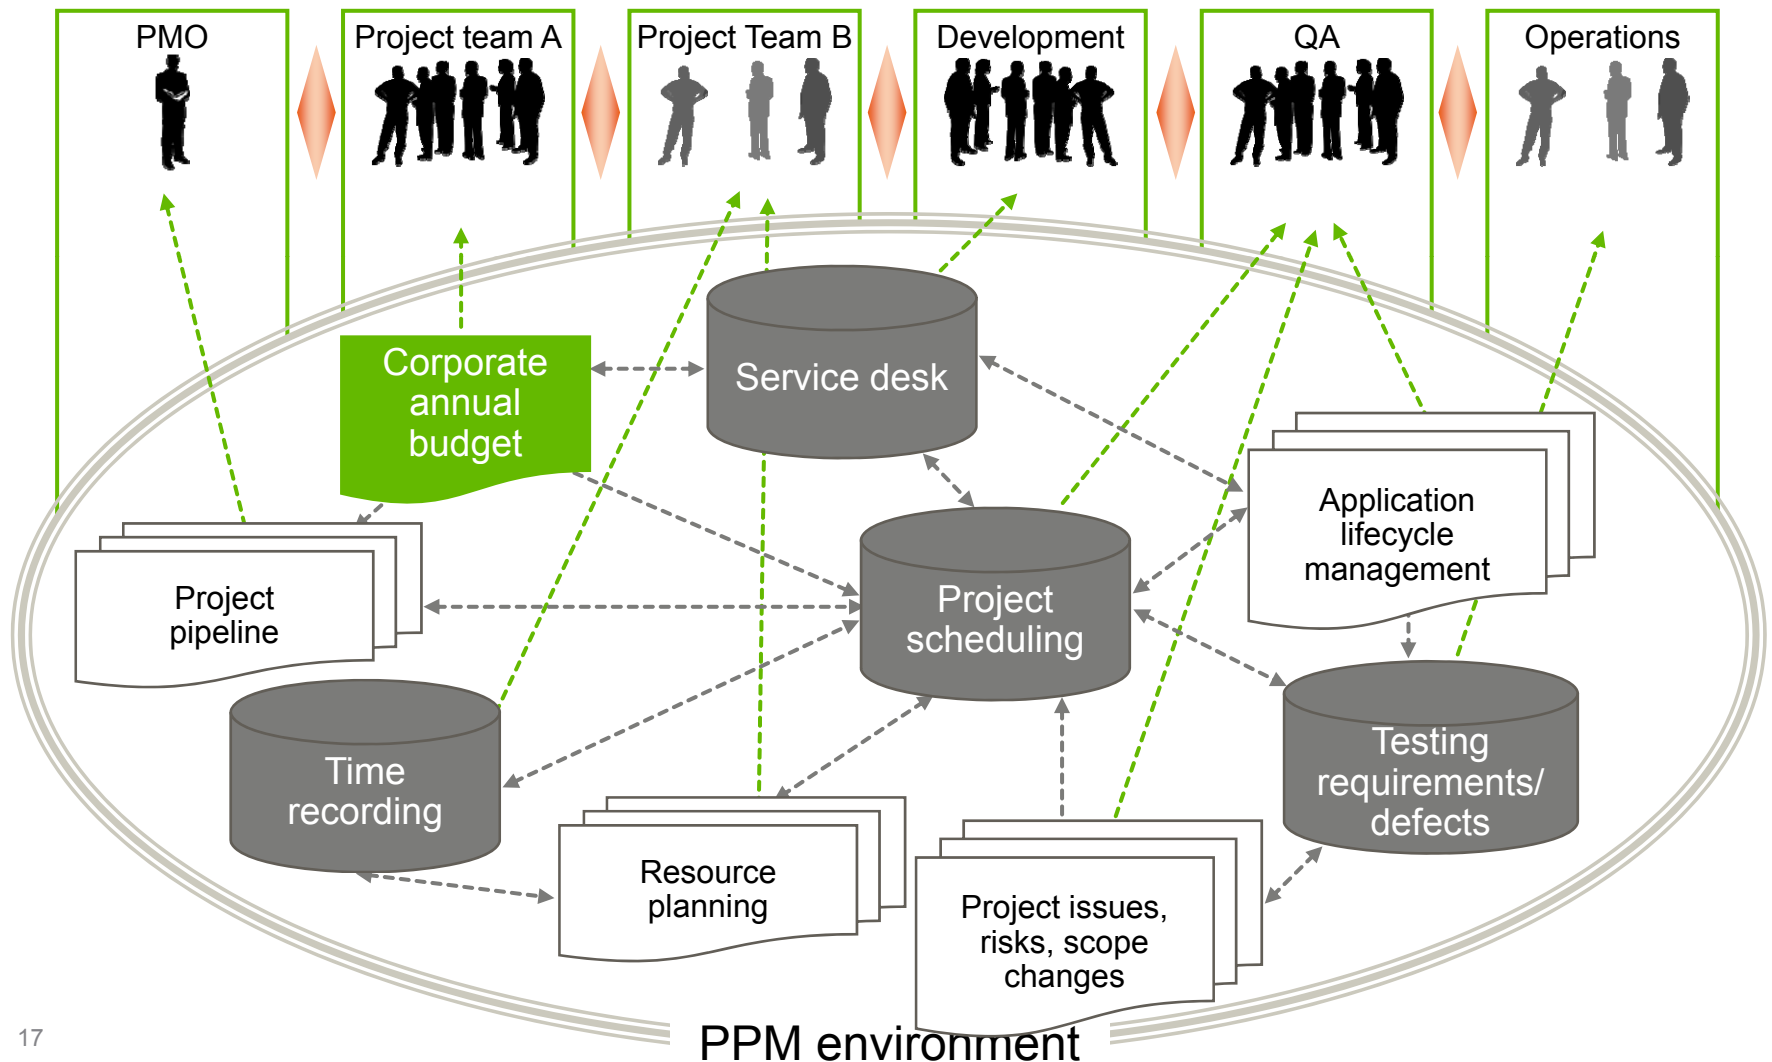 PMO
Project team A
Project Team B
Development
QA
Operations
Corporate
annual
budget
Service desk
Application
lifecycle
management
Project
pipeline
Project
scheduling
Time
recording
Testing
requirements/
defects
Resource
planning
Project issues,
risks, scope
changes
PPM environment
17